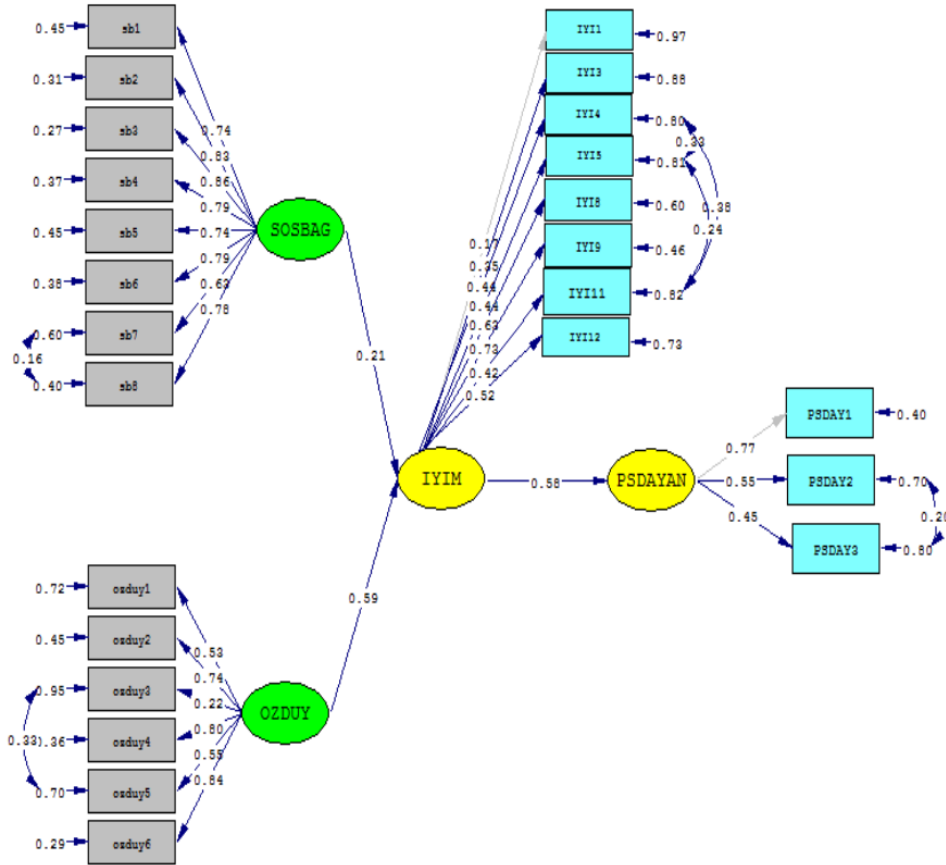 0.45 sb1
0.31 sb2
0.27 sb3
0.37 sb4
0.45 sb5
0.38 sb6
0.60 sb7
0.16
0.40 sb8
0.74
0.83
0.86
0.79
0.74
0.79
0.63
0.78
SOSBAG
0.21
IYI1 0.97
IYI3 0.88
IYI4 0.80
0.33
IYI5 0.81
IYI8 0.60
0.38
0.24
IYI9 0.46
IYI11 0.82
IYI12 0.73
0.17
0.35
0.44
0.44
0.63
0.73
0.42
0.52
IYIM
0.58
PSDAYAN
0.77
0.55
0.45
PSDAY1 0.40
PSDAY2 0.70
0.20
PSDAY3 0.80
0.59
0.72 ozduy1
0.45 ozduy2
0.95 ozduy3
0.33
0.36 ozduy4
0.70 ozduy5
0.29 ozduy6
0.53
0.74
0.22
0.80
0.55
0.84
OZDUY